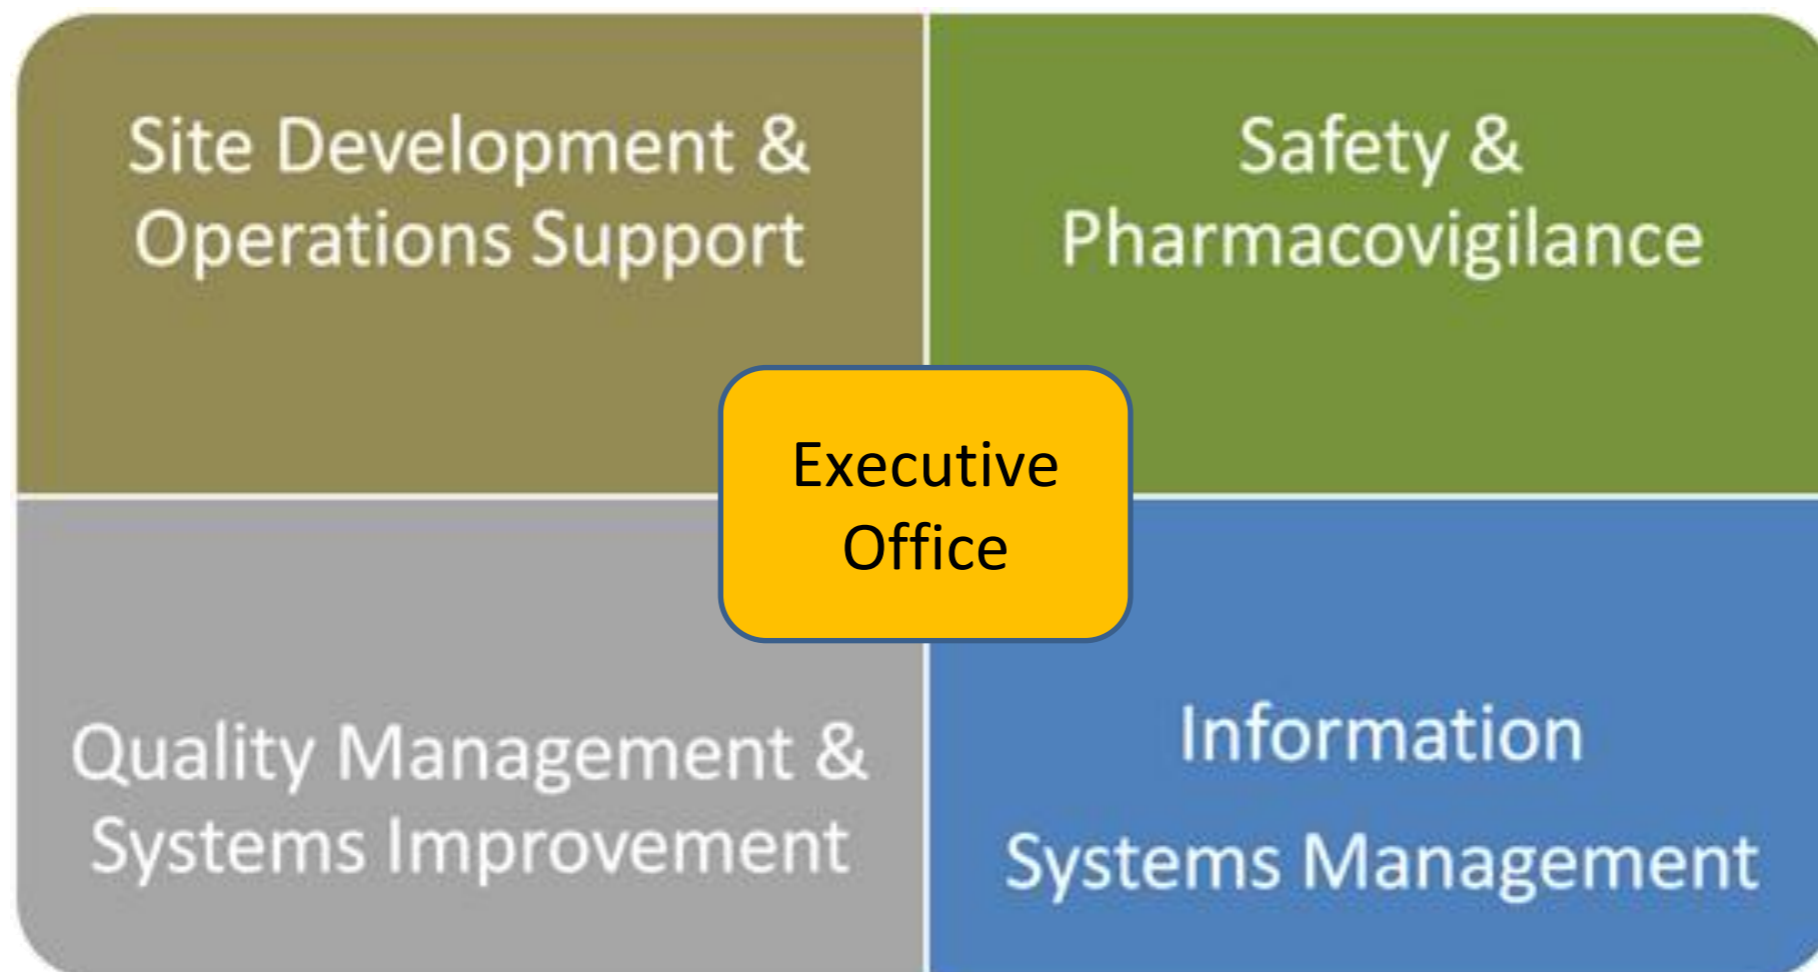 Site Development &
Operations Support
Safety &
Pharmacovigilance
Executive
Office
Quality Management &
Systems Improvement
Information
Systems Management